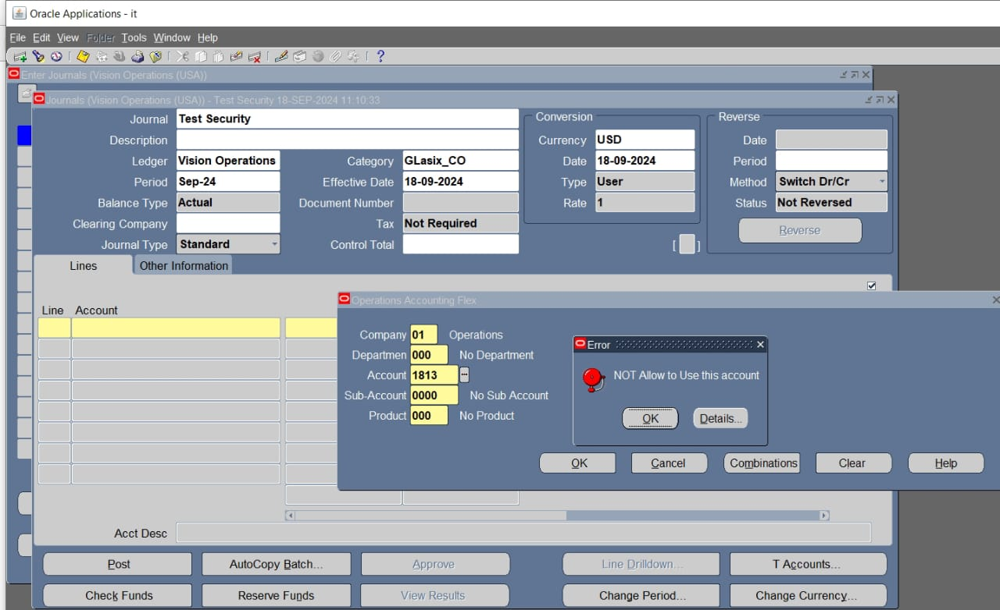 Oracle Applications - it
File Edit View Folder Tools Window Help
Enter Journals (Vision Operations (USA))
Journals (Vision Operations (USA)) - Test Security 18-SEP-2024 11:10:33
Journal Test Security
Description
Ledger Vision Operations Category GLasix_CO
Period Sep-24 Effective Date 18-09-2024
Balance Type Actual Document Number
Clearing Company Tax Not Required
Journal Type Standard Control Total
Conversion
Currency USD
Date 18-09-2024
Type User
Rate 1
Reverse
Date
Period
Method Switch Dr/Cr
Status Not Reversed
Reverse
[ ]
Lines Other Information
Line Account
Operations Accounting Flex
Company 01 Operations
Departmen 000 No Department
Account 1813
Sub-Account 0000 No Sub Account
Product 000 No Product
Error
NOT Allow to Use this account
OK Details...
OK Cancel Combinations Clear Help
Acct Desc
Post AutoCopy Batch... Approve Line Drilldown... T Accounts...
Check Funds Reserve Funds View Results Change Period... Change Currency...